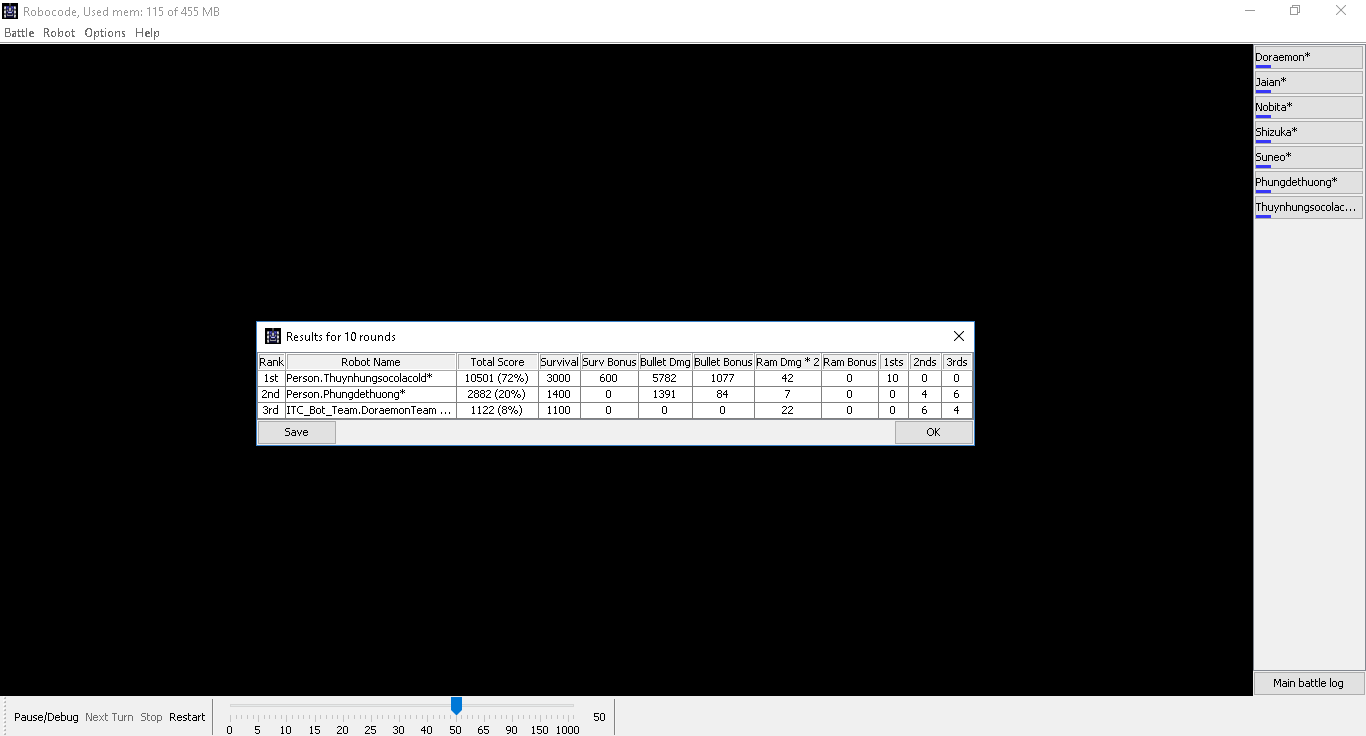 Robocode, Used mem: 115 of 455 MB
Battle Robot Options Help
Doraemon*
Jaian*
Nobita*
Shizuka*
Suneo*
Phungdethuong*
Thuynhungsocolac...
Results for 10 rounds
Rank Robot Name Total Score Survival Surv Bonus Bullet Dmg Bullet Bonus Ram Dmg * 2 Ram Bonus 1sts 2nds 3rds
1st Person.Thuynhungsocolacold* 10501 (72%) 3000 600 5782 1077 42 0 10 0 0
2nd Person.Phungdethuong* 2882 (20%) 1400 0 1391 84 7 0 0 4 6
3rd ITC_Bot_Team.DoraemonTeam ... 1122 (8%) 1100 0 0 0 22 0 0 6 4
Save OK
Main battle log
Pause/Debug Next Turn Stop Restart 50
0 5 10 15 20 25 30 40 50 65 90 150 1000